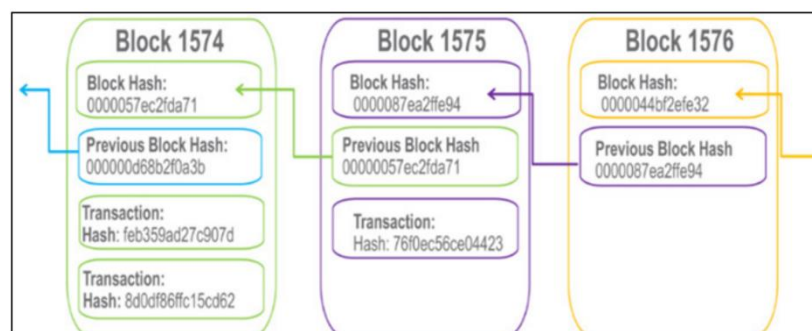 Block 1574
Block Hash:
0000057ec2fda71
Previous Block Hash:
000000d68b2f0a3b
Transaction:
Hash: feb359ad27c907d
Transaction:
Hash: 8d0df86ffc15cd62
Block 1575
Block Hash:
0000087ea2ffe94
Previous Block Hash
00000057ec2fda71
Transaction:
Hash: 76f0ec56ce04423
Block 1576
Block Hash:
0000044bf2efe32
Previous Block Hash
0000087ea2ffe94